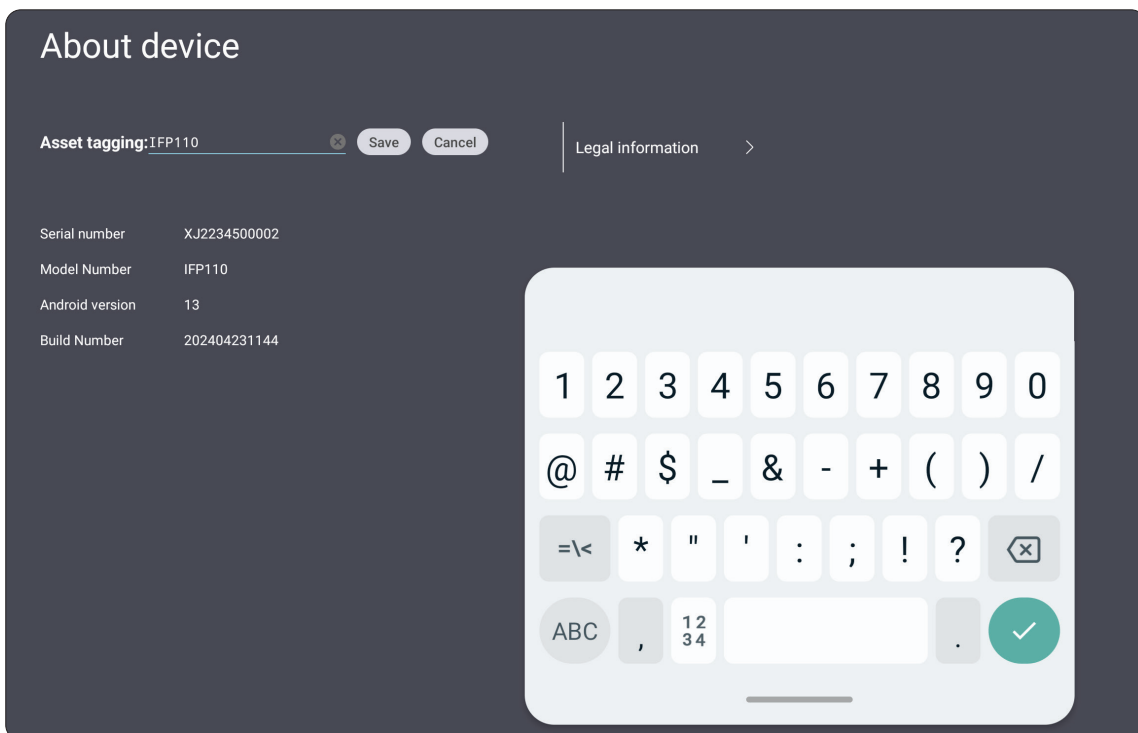 About device
Asset tagging:IFP110 Save Cancel
Legal information
Serial number XJ2234500002
Model Number IFP110
Android version 13
Build Number 202404231144
1 2 3 4 5 6 7 8 9 0
@ # $ _ & - + ( ) /
=\< * " ' : ; ! ?
ABC , 12 34 .